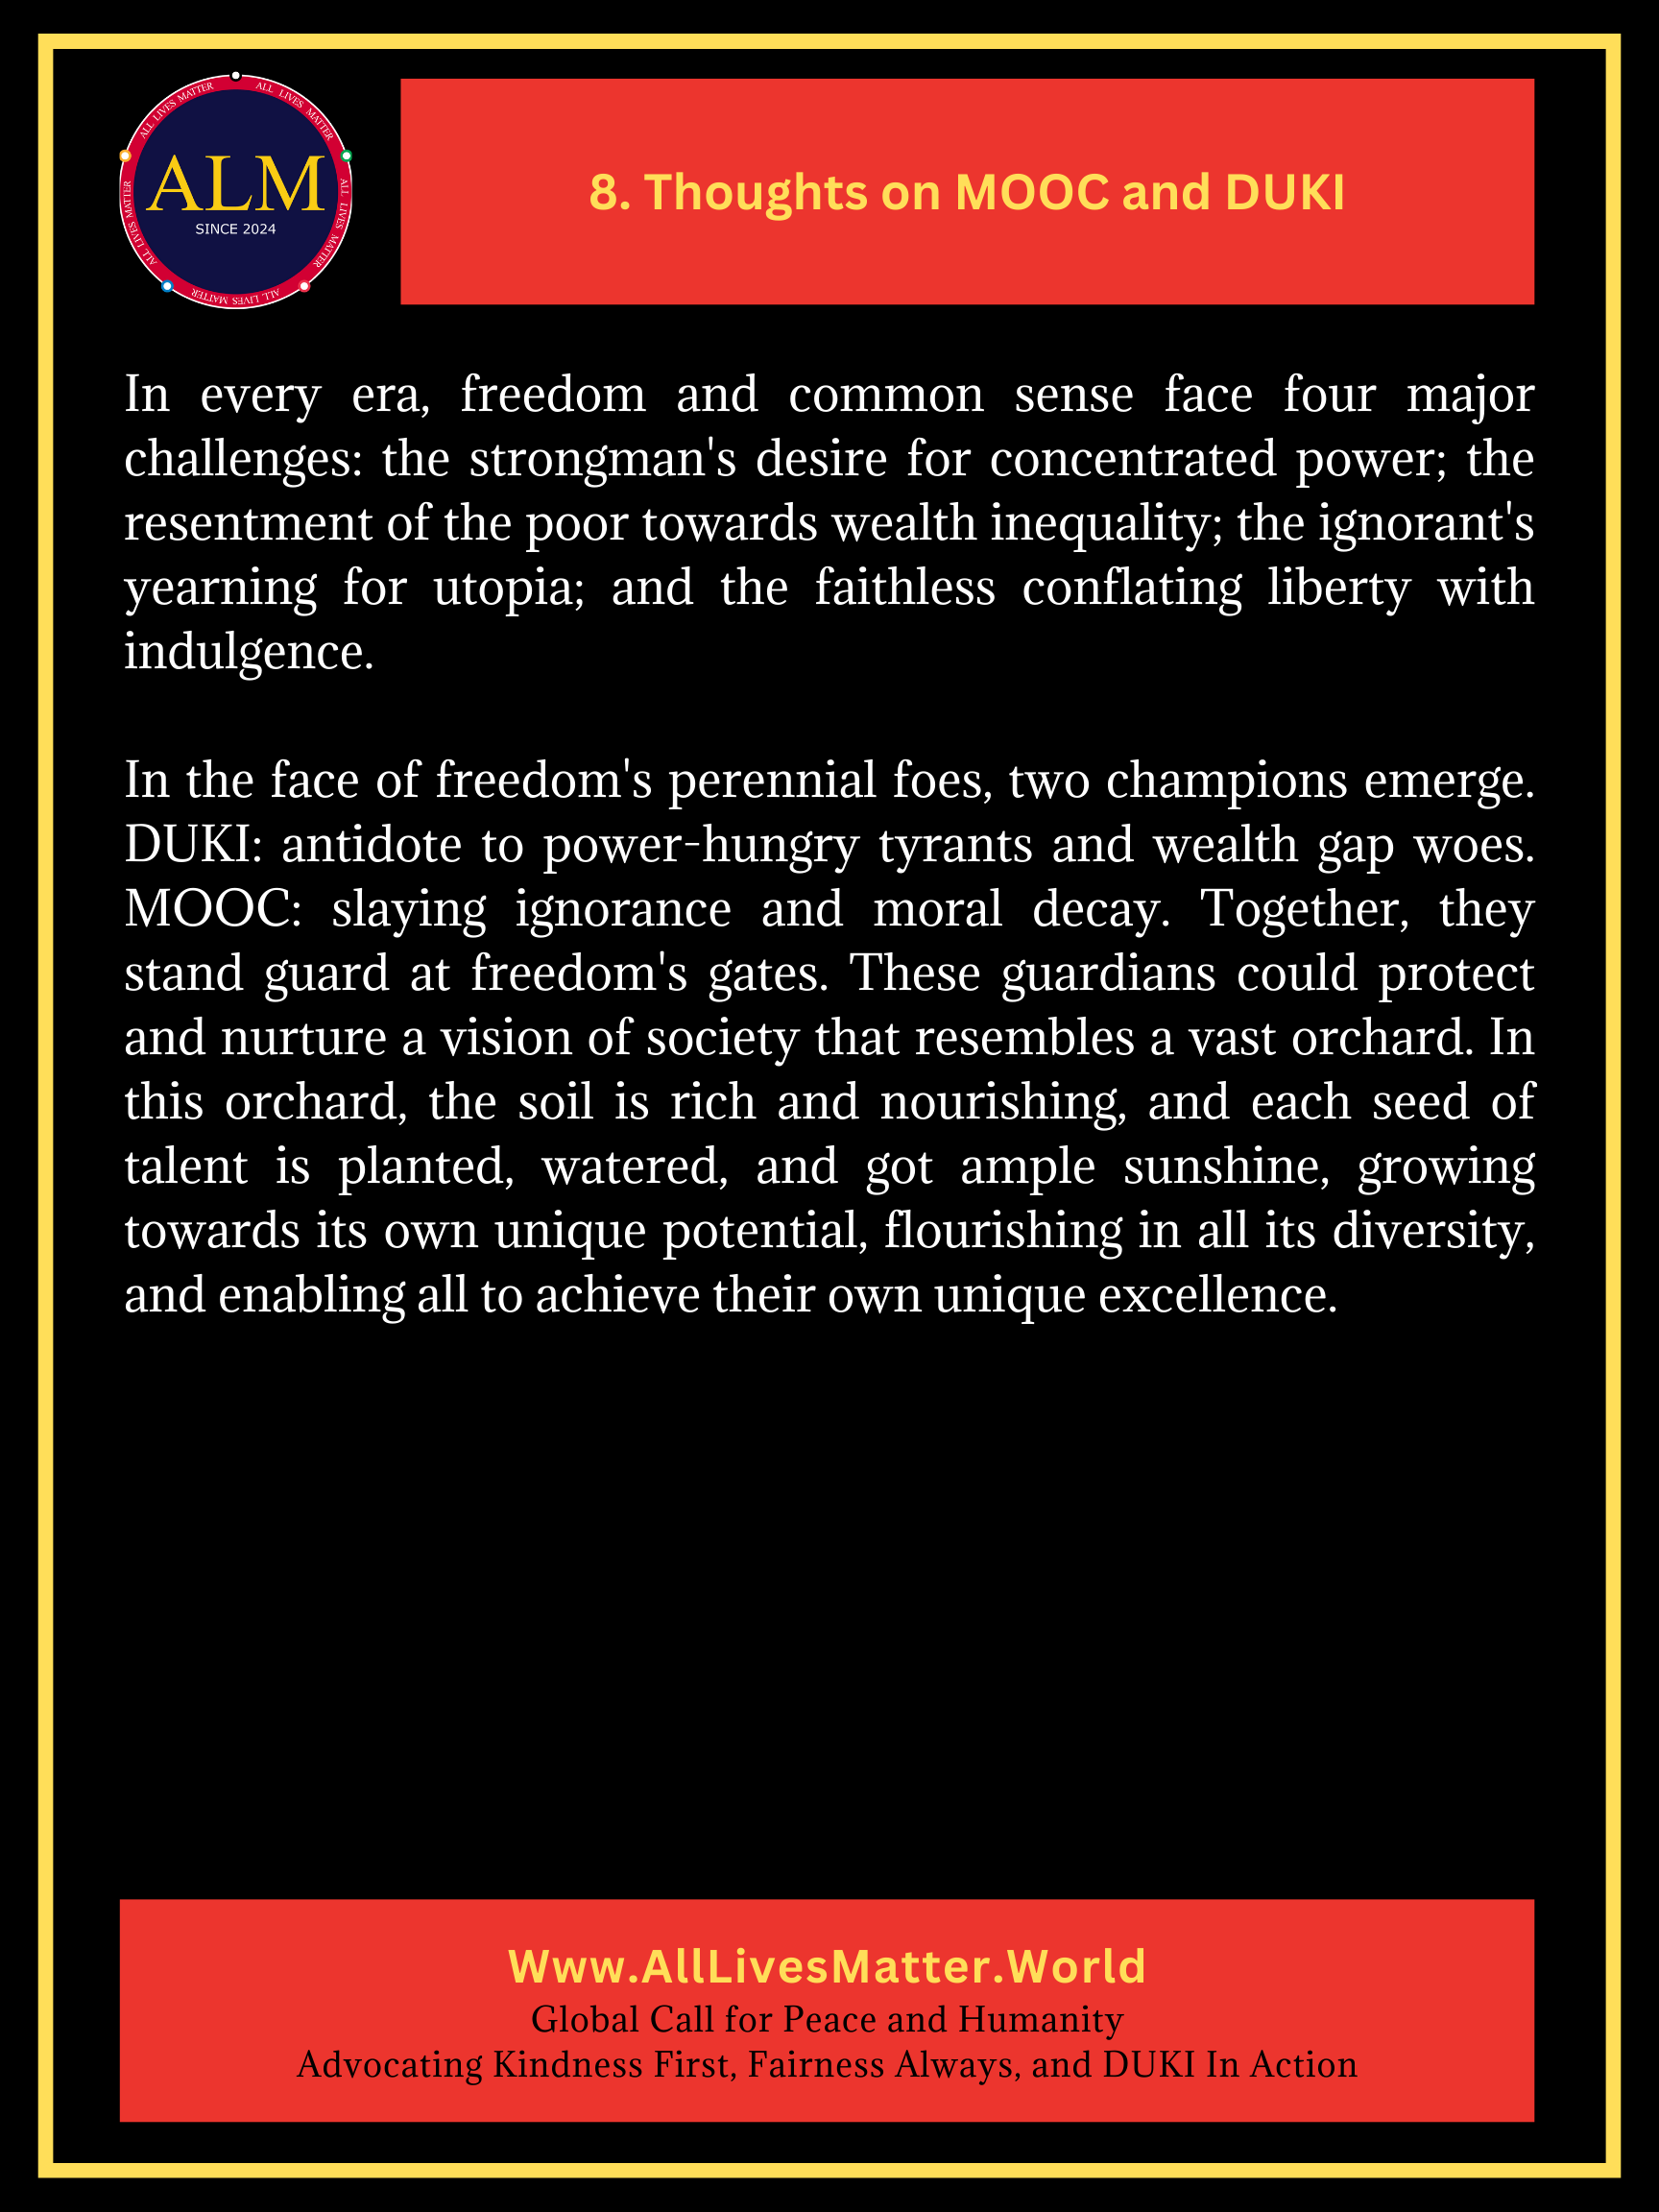 ALL LIVES MATTER
ALL LIVES MATTER
ALL LIVES MATTER
ALL LIVES MATTER
ALL LIVES MATTER
ALM
SINCE 2024
8. Thoughts on MOOC and DUKI
In every era, freedom and common sense face four major
challenges: the strongman's desire for concentrated power; the
resentment of the poor towards wealth inequality; the ignorant's
yearning for utopia; and the faithless conflating liberty with
indulgence.
In the face of freedom's perennial foes, two champions emerge.
DUKI: antidote to power-hungry tyrants and wealth gap woes.
MOOC: slaying ignorance and moral decay. Together, they
stand guard at freedom's gates. These guardians could protect
and nurture a vision of society that resembles a vast orchard. In
this orchard, the soil is rich and nourishing, and each seed of
talent is planted, watered, and got ample sunshine, growing
towards its own unique potential, flourishing in all its diversity,
and enabling all to achieve their own unique excellence.
Www.AllLivesMatter.World
Global Call for Peace and Humanity
Advocating Kindness First, Fairness Always, and DUKI In Action